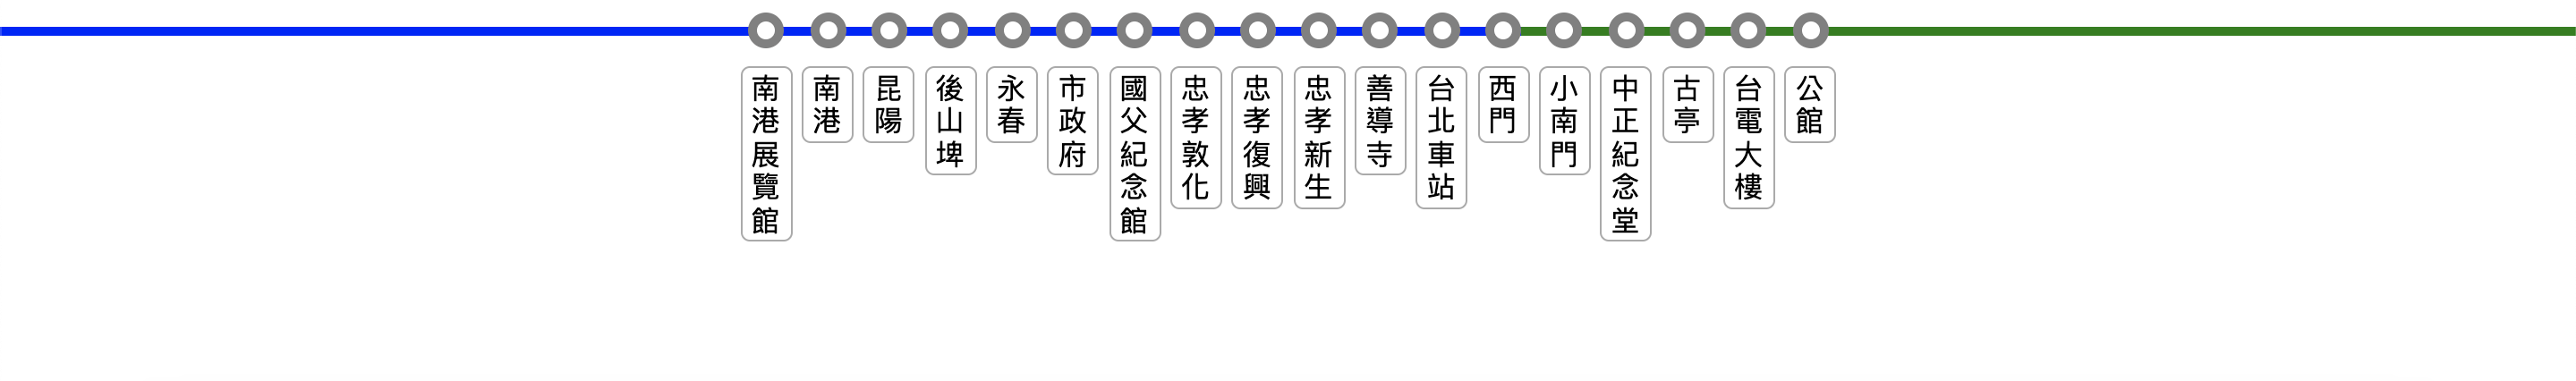 南港展覽館
南港
昆陽
後山埤
永春
市政府
國父紀念館
忠孝敦化
忠孝復興
忠孝新生
善導寺
台北車站
西門
小南門
中正紀念堂
古亭
台電大樓
公館